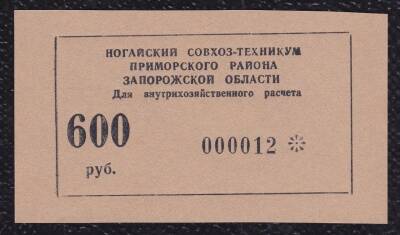 НОГАЙСКИЙ СОВХОЗ-ТЕХНИКУМ
ПРИМОРСКОГО РАЙОНА
ЗАПОРОЖСКОЙ ОБЛАСТИ
Для внутрихозяйственного расчета
600
руб.
000012 ※